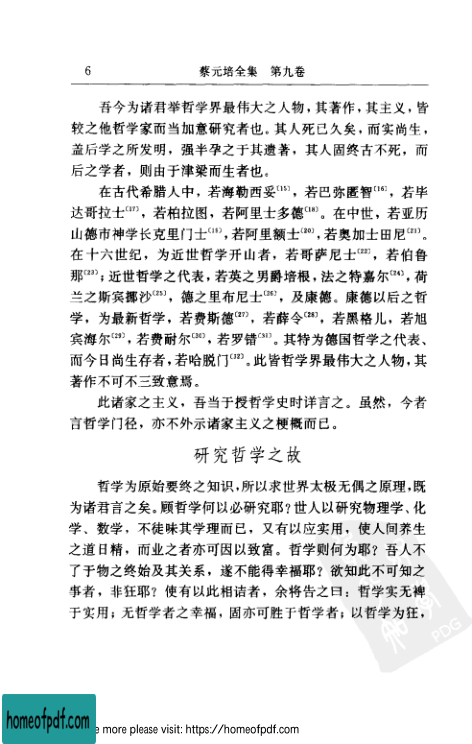 6 蔡元培全集 第九卷
吾今为诸君举哲学界最伟大之人物，其著作，其主义，皆
较之他哲学家而当加意研究者也。其人死已久矣，而实尚生，
盖后学之所发明，强半孕之于其遗著，其人固终古不死，而
后之学者，则由于津梁而生者也。
在古代希腊人中，若海勒西妥〔15〕，若巴弥匿智〔16〕，若毕
达哥拉士〔17〕，若柏拉图，若阿里士多德〔18〕。在中世，若亚历
山德市神学长克里门士〔19〕，若阿里额士〔20〕，若奥加士田尼〔21〕。
在十六世纪，为近世哲学开山者，若哥萨尼士〔22〕，若伯鲁
那〔23〕；近世哲学之代表，若英之男爵培根，法之特嘉尔〔24〕，荷
兰之斯宾挪沙〔25〕，德之里布尼士〔26〕，及康德。康德以后之哲
学，为最新哲学，若费斯德〔27〕，若薛令〔28〕，若黑格儿，若旭
宾海尔〔29〕，若费耐尔〔30〕，若罗错〔31〕。其特为德国哲学之代表、
而今日尚生存者，若哈脱门〔32〕。此皆哲学界最伟大之人物，其
著作不可不三致意焉。
此诸家之主义，吾当于授哲学史时详言之。虽然，今者
言哲学门径，亦不外示诸家主义之梗概而已。
研究哲学之故
哲学为原始要终之知识，所以求世界太极无偶之原理，既
为诸君言之矣。顾哲学何以必研究耶？世人以研究物理学、化
学、数学，不徒味其学理而已，又有以应实用，使人间养生
之道日精，而业之者亦可因以致富。哲学则何为耶？吾人不
了于物之终始及其关系，遂不能得幸福耶？欲知此不可知之
事者，非狂耶？使有以此相诘者，余将告之曰：哲学实无裨
于实用；无哲学者之幸福，固亦可胜于哲学者；以哲学为狂，
PDG
homeofpdf.com
e more please visit: https://homeofpdf.com